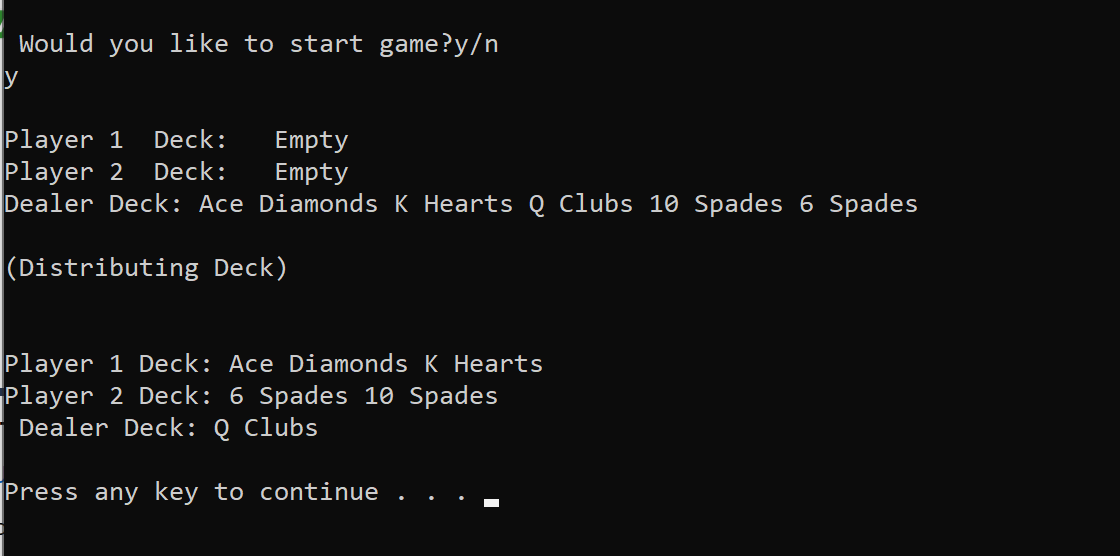 Would you like to start game?y/n
y
Player 1  Deck:   Empty
Player 2  Deck:   Empty
Dealer Deck: Ace Diamonds K Hearts Q Clubs 10 Spades 6 Spades
(Distributing Deck)
Player 1 Deck: Ace Diamonds K Hearts
Player 2 Deck: 6 Spades 10 Spades
Dealer Deck: Q Clubs
Press any key to continue . . .